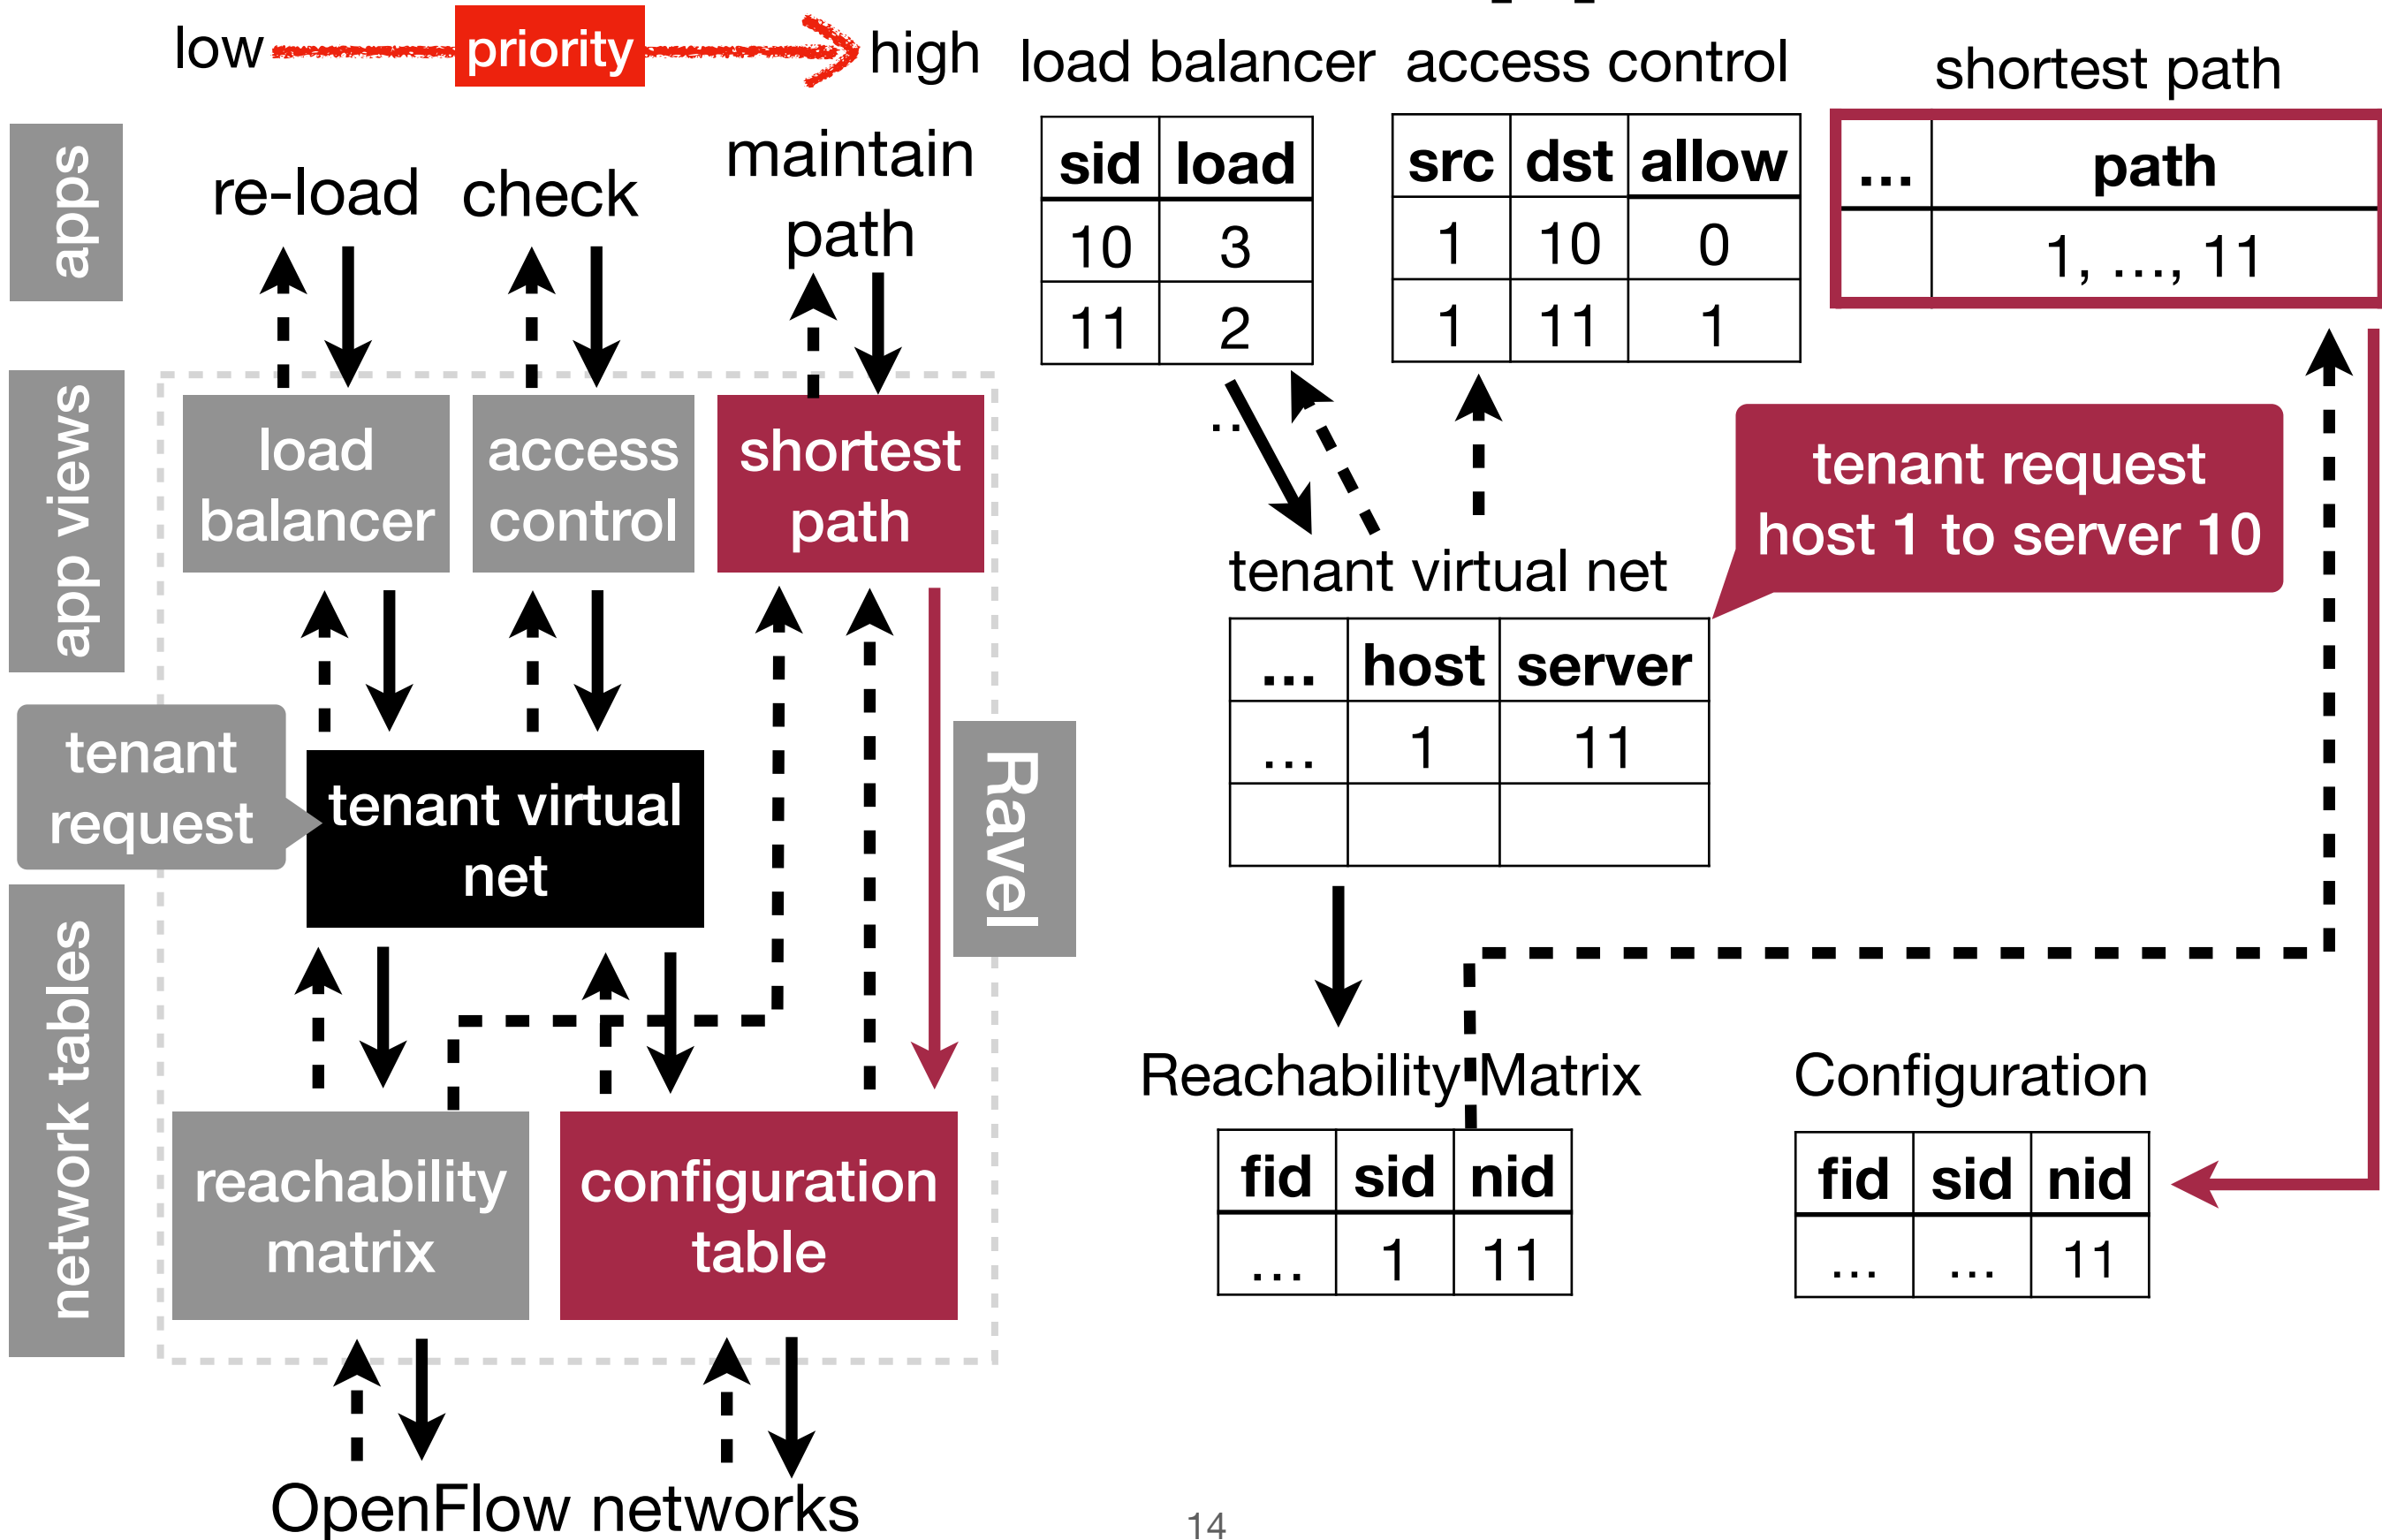 low priority high
apps
re-load
check
maintain
path
app views
load
balancer
access
control
shortest
path
tenant
request
tenant virtual
net
Ravel
network tables
reachability
matrix
configuration
table
OpenFlow networks
load balancer
sid load
10 3
11 2
..
access control
src dst allow
1 10 0
1 11 1
shortest path
... path
1, ..., 11
tenant request
host 1 to server 10
tenant virtual net
... host server
... 1 11
Reachability Matrix
fid sid nid
... 1 11
Configuration
fid sid nid
... ... 11
14